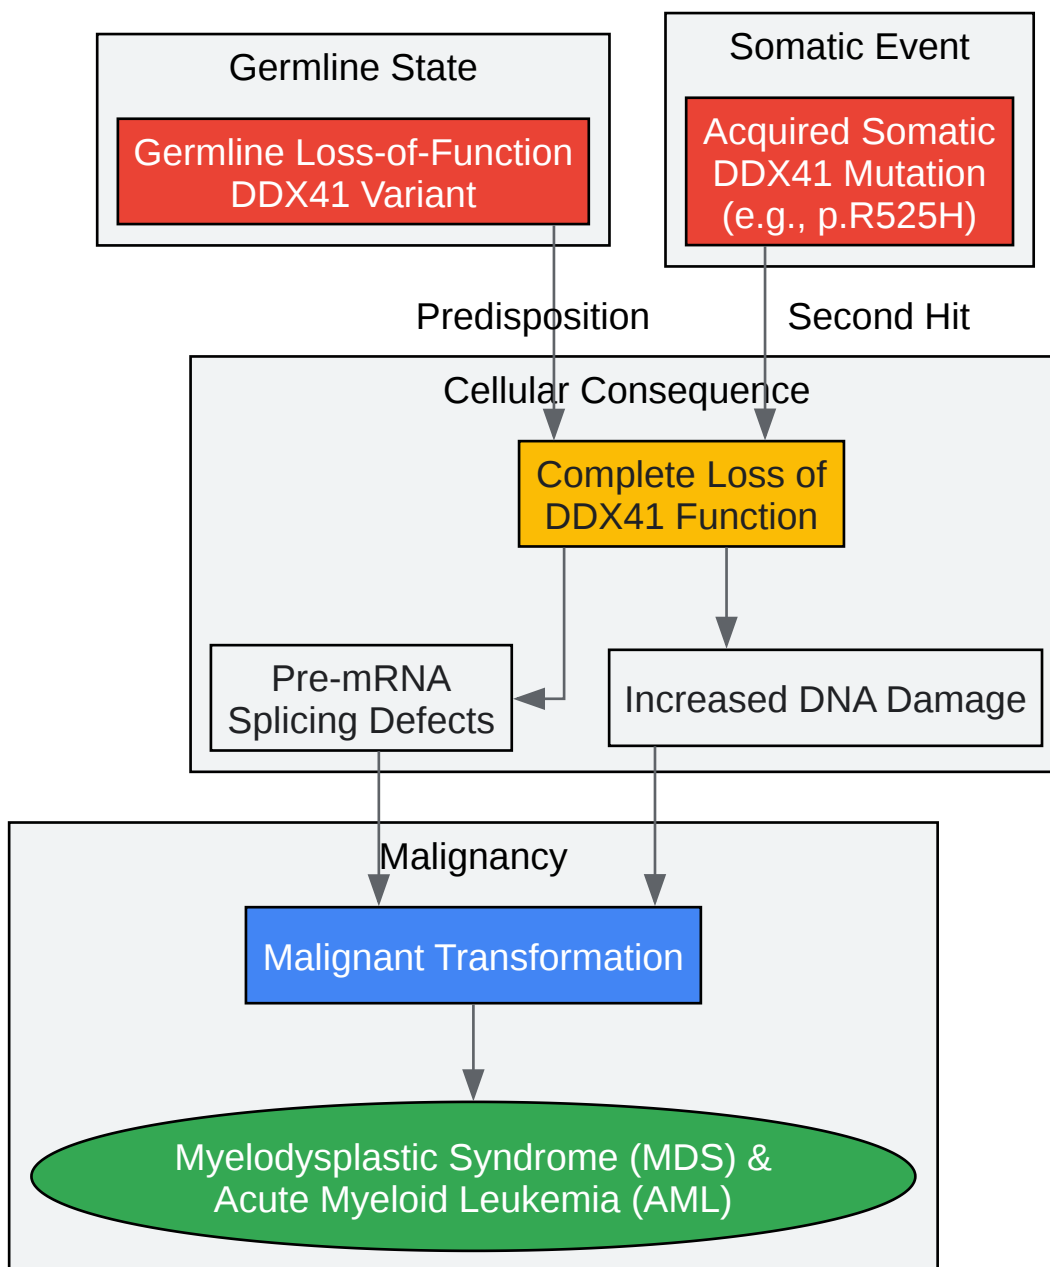 Germline State
Germline Loss-of-Function
DDX41 Variant
Somatic Event
Acquired Somatic
DDX41 Mutation
(e.g., p.R525H)
Predisposition
Second Hit
Cellular Consequence
Complete Loss of
DDX41 Function
Pre-mRNA
Splicing Defects
Increased DNA Damage
Malignancy
Malignant Transformation
Myelodysplastic Syndrome (MDS) &
Acute Myeloid Leukemia (AML)